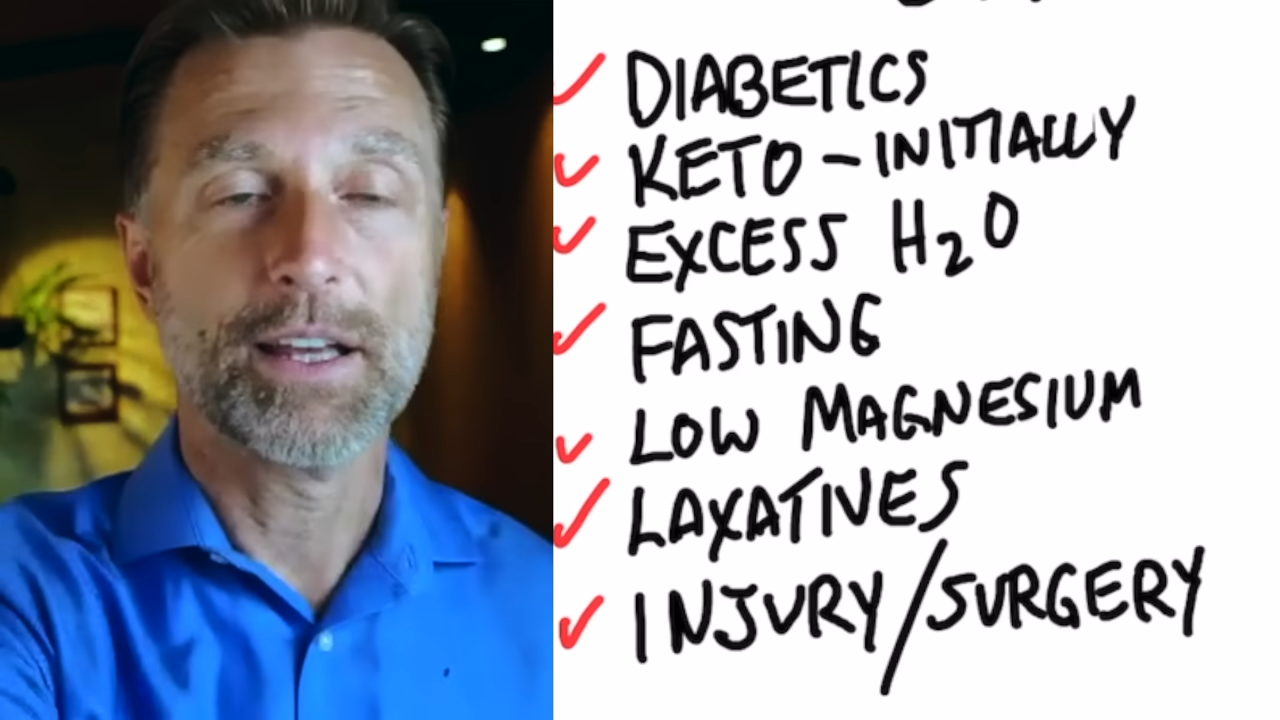 DIABETICS
KETO - INITIALLY
EXCESS H2O
FASTING
LOW MAGNESIUM
LAXATIVES
INJURY/SURGERY